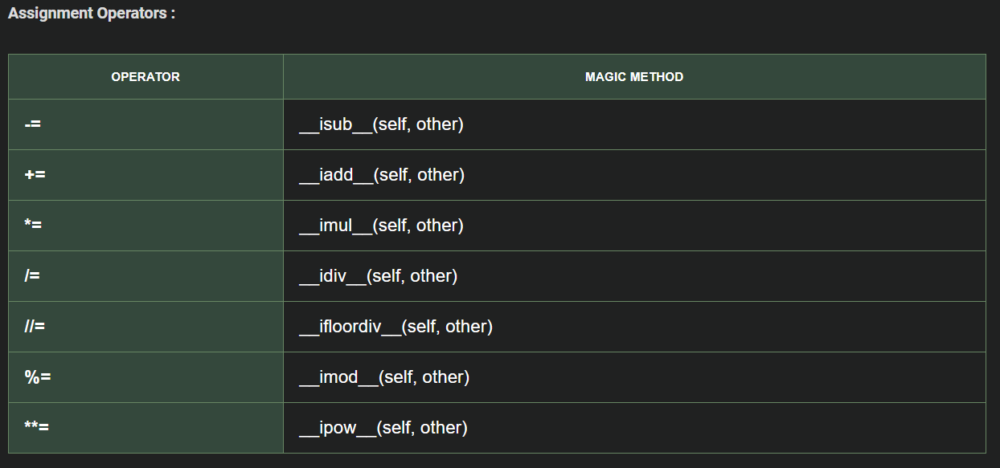 Assignment Operators :
OPERATOR MAGIC METHOD
-= __isub__(self, other)
+= __iadd__(self, other)
*= __imul__(self, other)
/= __idiv__(self, other)
//= __ifloordiv__(self, other)
%= __imod__(self, other)
**= __ipow__(self, other)